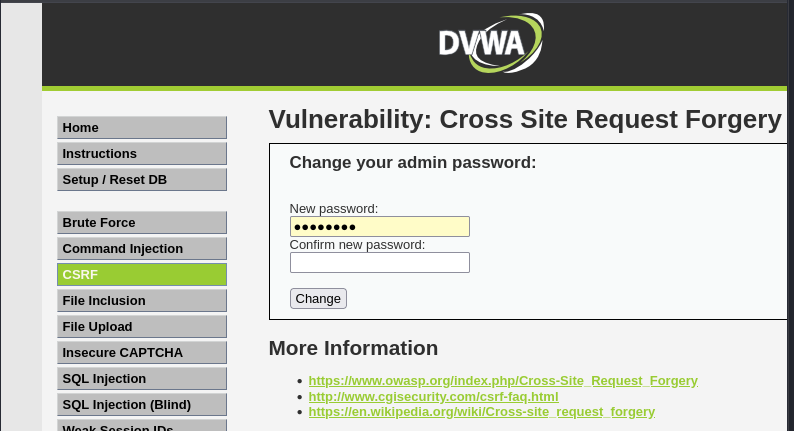 DVWA
Home
Instructions
Setup / Reset DB
Brute Force
Command Injection
CSRF
File Inclusion
File Upload
Insecure CAPTCHA
SQL Injection
SQL Injection (Blind)
Weak Session IDs
Vulnerability: Cross Site Request Forgery
Change your admin password:
New password:
••••••••
Confirm new password:
Change
More Information
• https://www.owasp.org/index.php/Cross-Site_Request_Forgery
• http://www.cgisecurity.com/csrf-faq.html
• https://en.wikipedia.org/wiki/Cross-site_request_forgery